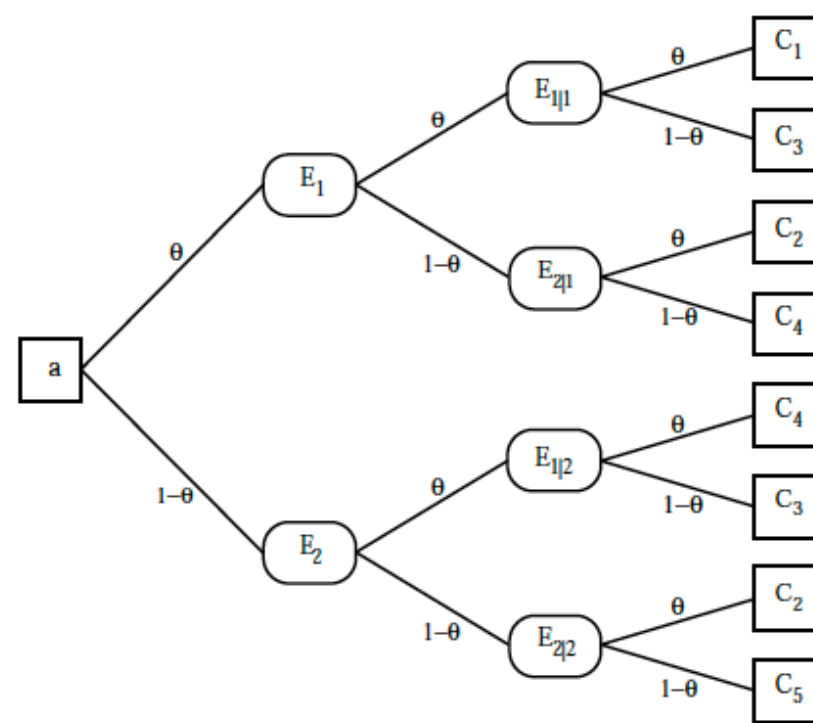 θ
C₁
E₁|₁
θ
1–θ
C₃
E₁
θ
1–θ
θ
C₂
E₂|₁
1–θ
C₄
a
θ
C₄
E₁|₂
1–θ
θ
1–θ
C₃
E₂
1–θ
θ
C₂
E₂|₂
1–θ
C₅